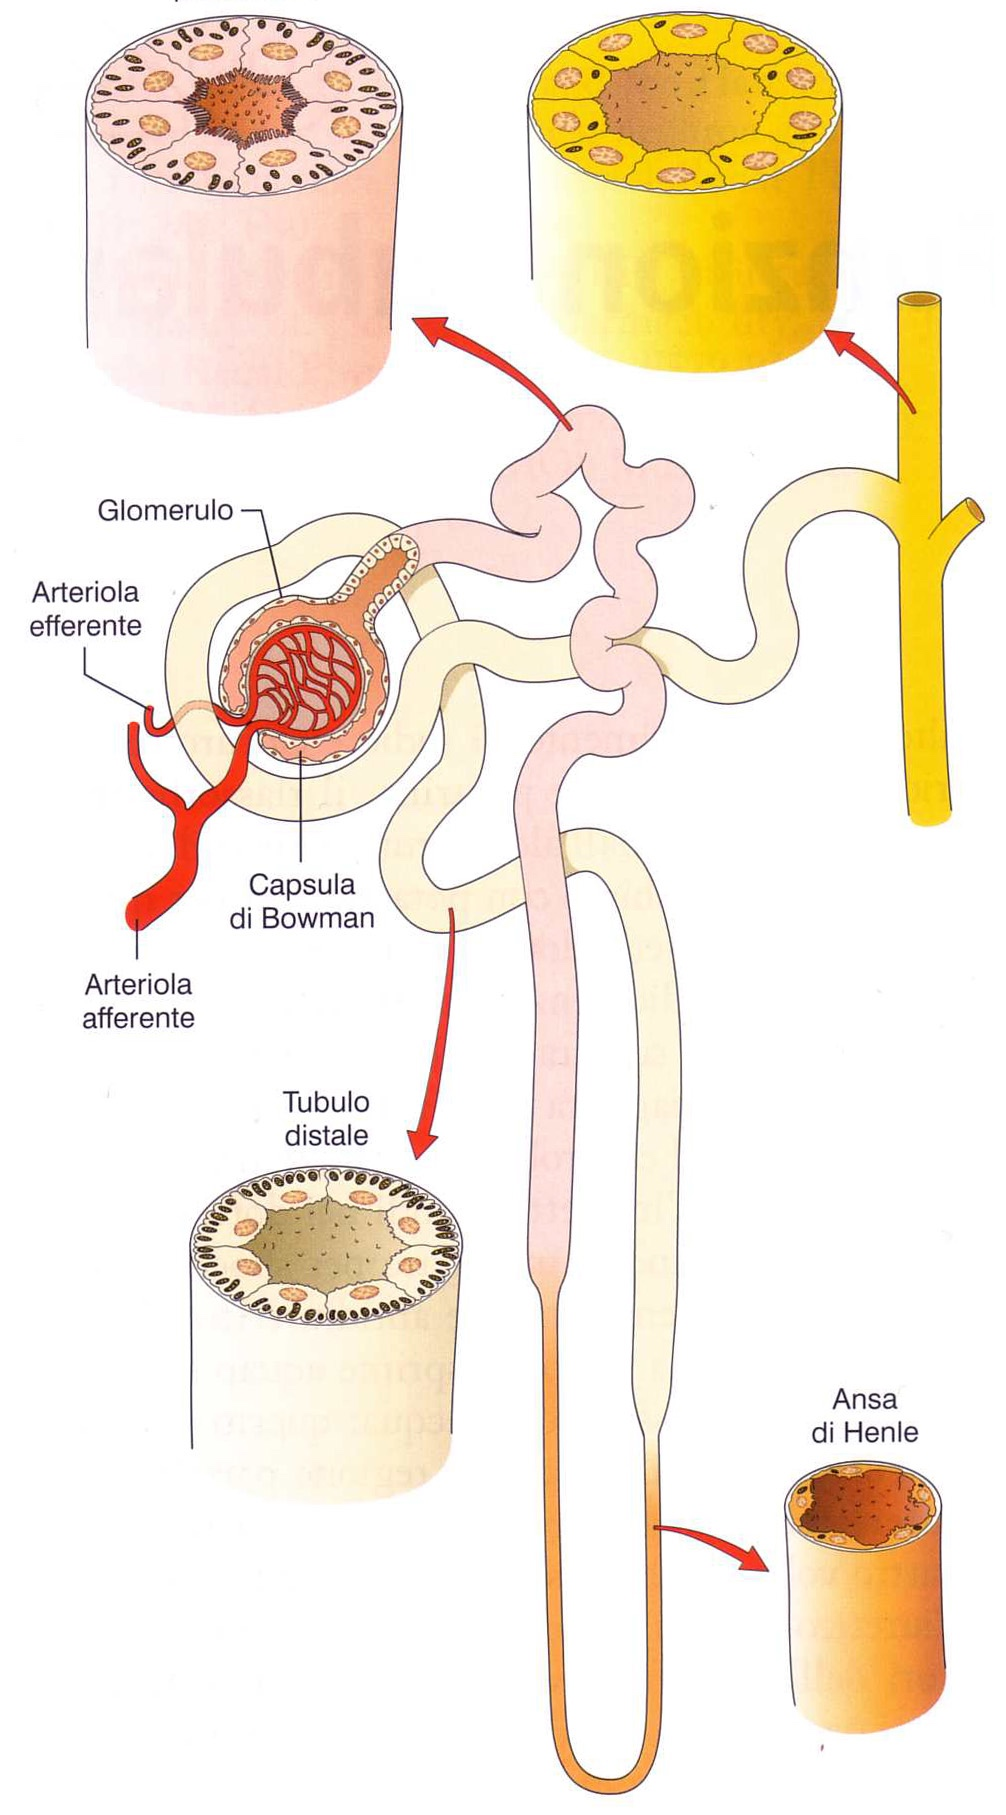 Glomerulo
Arteriola
efferente
Capsula
di Bowman
Arteriola
afferente
Tubulo
distale
Ansa
di Henle